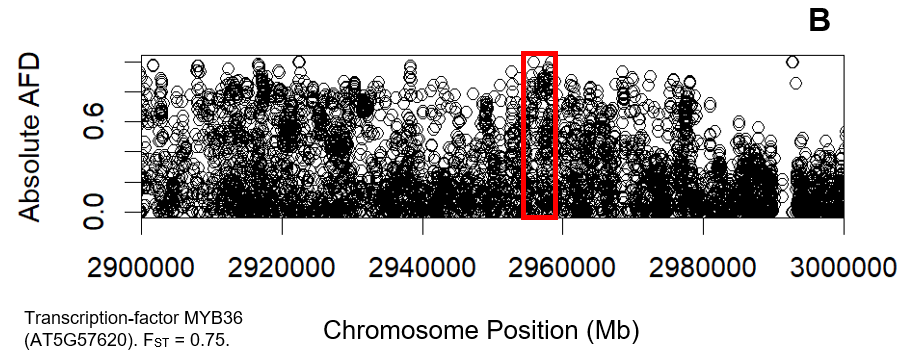 B
Absolute AFD
0.6
0.0
2900000 2920000 2940000 2960000 2980000 3000000
Transcription-factor MYB36
(AT5G57620). FST = 0.75.
Chromosome Position (Mb)